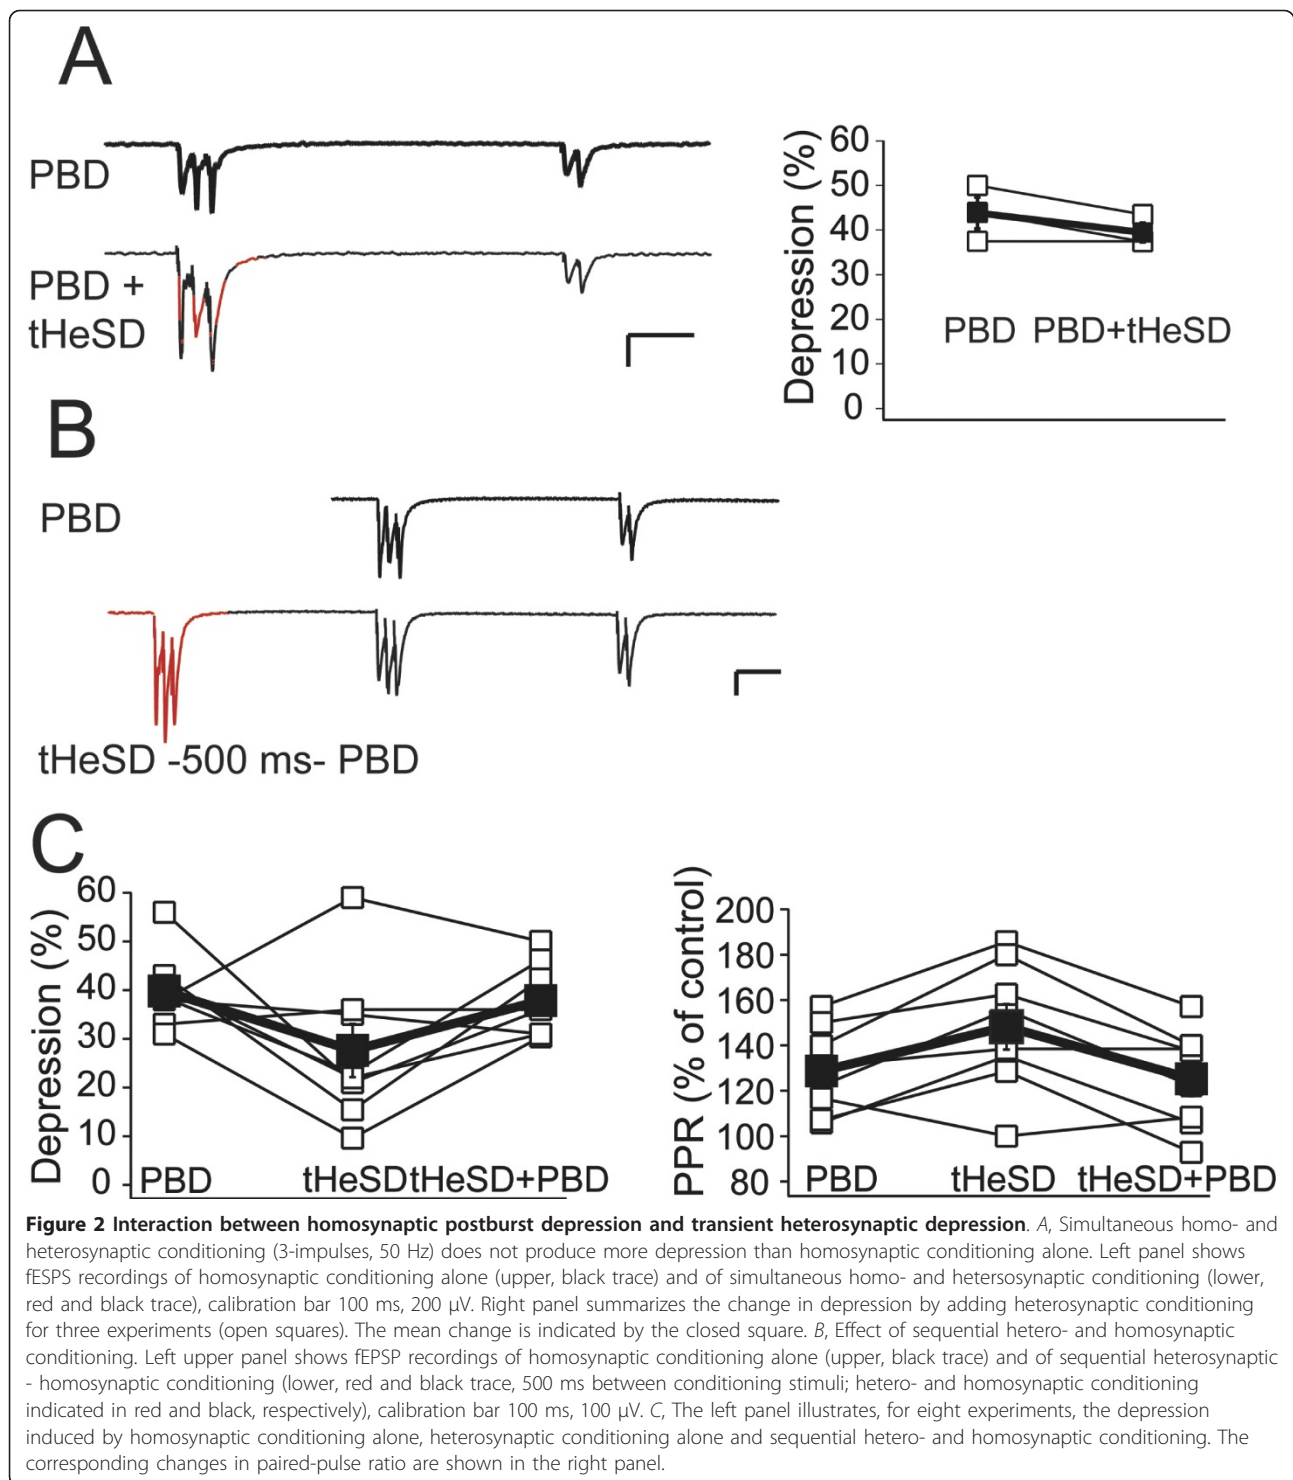 A
PBD
PBD +
tHeSD
Depression (%)
60
50
40
30
20
10
0
PBD PBD+tHeSD
B
PBD
tHeSD -500 ms- PBD
C
Depression (%)
60
50
40
30
20
10
0
PBD tHeSD tHeSD+PBD
PPR (% of control)
200
180
160
140
120
100
80
PBD tHeSD tHeSD+PBD
Figure 2 Interaction between homosynaptic postburst depression and transient heterosynaptic depression. A, Simultaneous homo- and
heterosynaptic conditioning (3-impulses, 50 Hz) does not produce more depression than homosynaptic conditioning alone. Left panel shows
fESPS recordings of homosynaptic conditioning alone (upper, black trace) and of simultaneous homo- and hetersosynaptic conditioning (lower,
red and black trace), calibration bar 100 ms, 200 μV. Right panel summarizes the change in depression by adding heterosynaptic conditioning
for three experiments (open squares). The mean change is indicated by the closed square. B, Effect of sequential hetero- and homosynaptic
conditioning. Left upper panel shows fEPSP recordings of homosynaptic conditioning alone (upper, black trace) and of sequential heterosynaptic
- homosynaptic conditioning (lower, red and black trace, 500 ms between conditioning stimuli; hetero- and homosynaptic conditioning
indicated in red and black, respectively), calibration bar 100 ms, 100 μV. C, The left panel illustrates, for eight experiments, the depression
induced by homosynaptic conditioning alone, heterosynaptic conditioning alone and sequential hetero- and homosynaptic conditioning. The
corresponding changes in paired-pulse ratio are shown in the right panel.